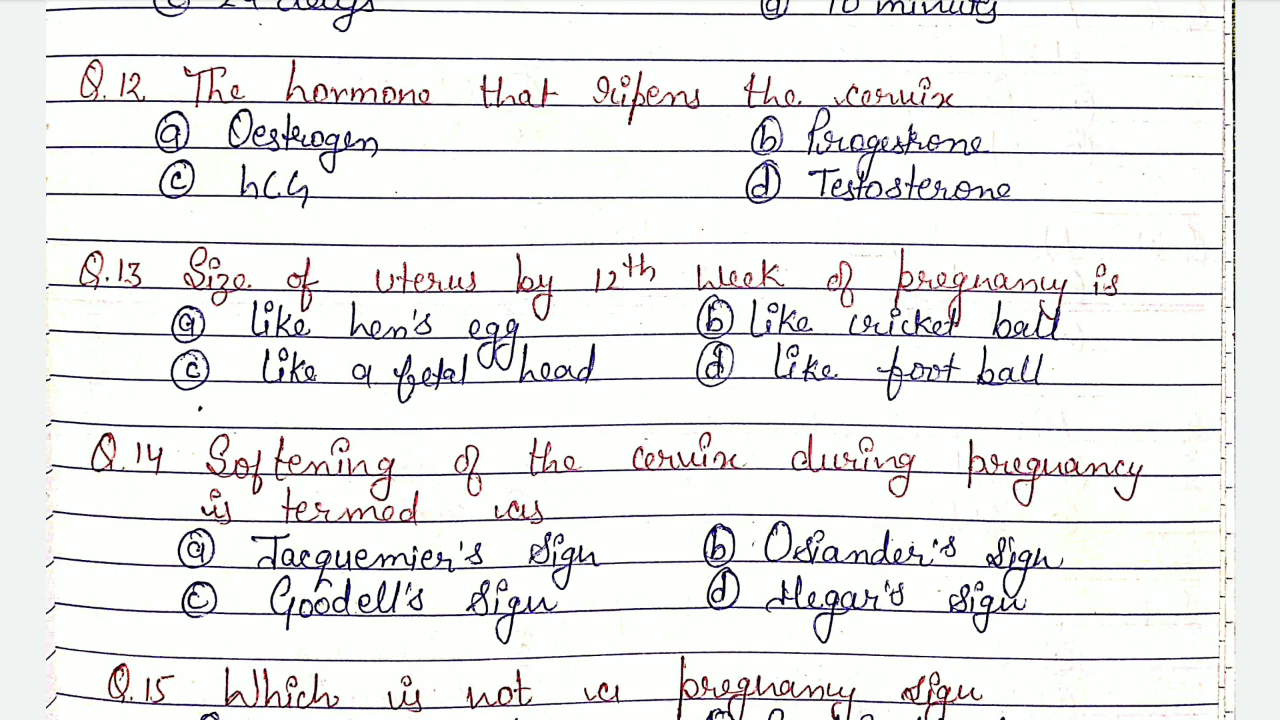 Q.12 The hormone that ripens the cervix
(a) Oestrogen (b) Progestrone
(c) hCG (d) Testosterone
Q.13 Size of uterus by 12th week of pregnancy is
(a) like hen's egg (b) like cricket ball
(c) like a fetal head (d) like foot ball
Q.14 Softening of the cervix during pregnancy
is termed as
(a) Jacquemier's sign (b) Osiander's sign
(c) Goodell's sign (d) Hegar's sign
Q.15 Which is not a pregnancy sign